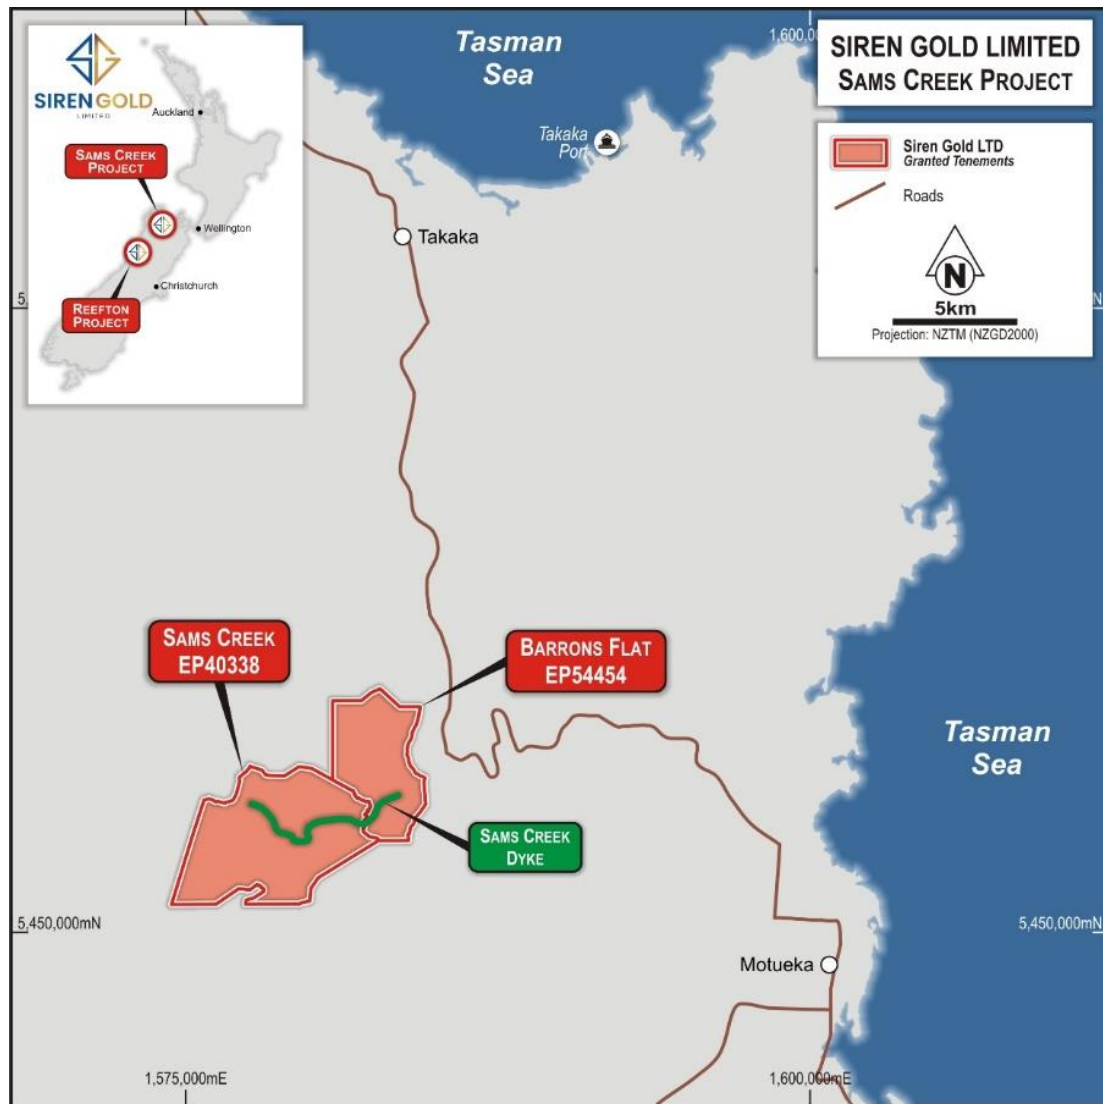 SIREN GOLD
LIMITED
Auckland
SAMS CREEK
PROJECT
Wellington
Christchurch
REEFTON
PROJECT
Tasman
Sea
1,600,0
SIREN GOLD LIMITED
SAMS CREEK PROJECT
Takaka
Port
Siren Gold LTD
Granted Tenements
Roads
N
5km
Projection: NZTM (NZGD2000)
Takaka
5,
N
SAMS CREEK
EP40338
BARRONS FLAT
EP54454
Tasman
Sea
SAMS CREEK
DYKE
5,450,000mN
5,450,000mN
Motueka
1,575,000mE
1,600,000mE